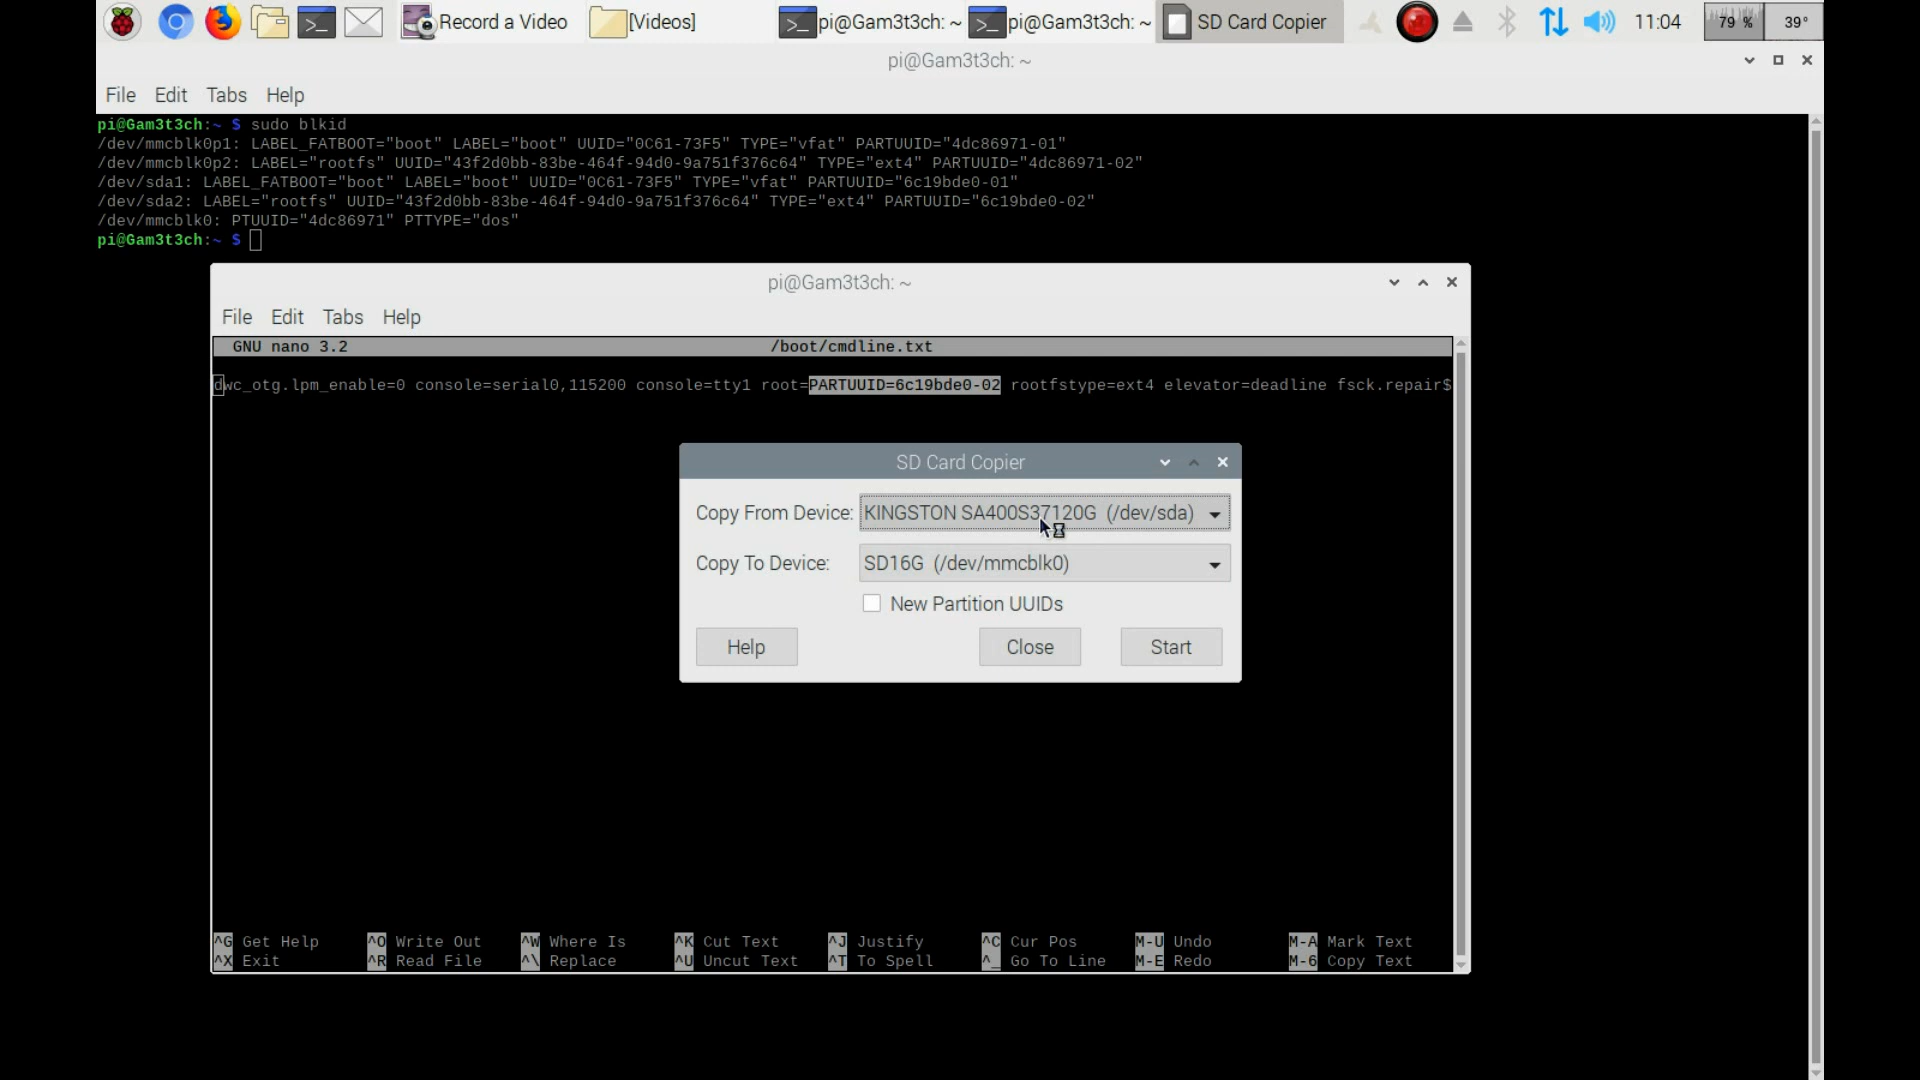 Record a Video [Videos] pi@Gam3t3ch: ~ pi@Gam3t3ch: ~ SD Card Copier 11:04 79 % 39°
pi@Gam3t3ch: ~
File Edit Tabs Help
pi@Gam3t3ch:~ $ sudo blkid
/dev/mmcblk0p1: LABEL_FATBOOT="boot" LABEL="boot" UUID="0C61-73F5" TYPE="vfat" PARTUUID="4dc86971-01"
/dev/mmcblk0p2: LABEL="rootfs" UUID="43f2d0bb-83be-464f-94d0-9a751f376c64" TYPE="ext4" PARTUUID="4dc86971-02"
/dev/sda1: LABEL_FATBOOT="boot" LABEL="boot" UUID="0C61-73F5" TYPE="vfat" PARTUUID="6c19bde0-01"
/dev/sda2: LABEL="rootfs" UUID="43f2d0bb-83be-464f-94d0-9a751f376c64" TYPE="ext4" PARTUUID="6c19bde0-02"
/dev/mmcblk0: PTUUID="4dc86971" PTTYPE="dos"
pi@Gam3t3ch:~ $
pi@Gam3t3ch: ~
File Edit Tabs Help
GNU nano 3.2 /boot/cmdline.txt
dwc_otg.lpm_enable=0 console=serial0,115200 console=tty1 root=PARTUUID=6c19bde0-02 rootfstype=ext4 elevator=deadline fsck.repair$
SD Card Copier
Copy From Device: KINGSTON SA400S37120G (/dev/sda)
Copy To Device: SD16G (/dev/mmcblk0)
New Partition UUIDs
Help Close Start
^G Get Help ^O Write Out ^W Where Is ^K Cut Text ^J Justify ^C Cur Pos M-U Undo M-A Mark Text
^X Exit ^R Read File ^\ Replace ^U Uncut Text ^T To Spell ^_ Go To Line M-E Redo M-6 Copy Text